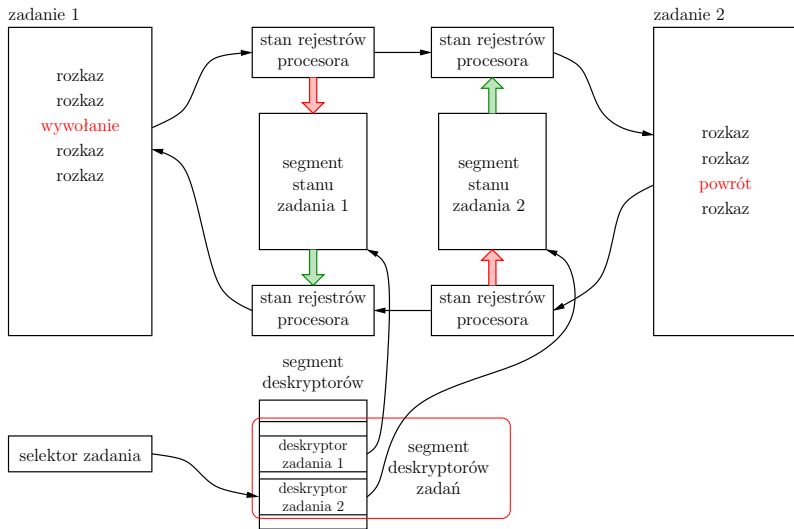 zadanie 1
zadanie 2
rozkaz
rozkaz
wywołanie
rozkaz
rozkaz
stan rejestrów
procesora
stan rejestrów
procesora
segment
stanu
zadania 1
segment
stanu
zadania 2
rozkaz
rozkaz
powrót
rozkaz
stan rejestrów
procesora
stan rejestrów
procesora
segment
deskryptorów
selektor zadania
deskryptor
zadania 1
deskryptor
zadania 2
segment
deskryptorów
zadań